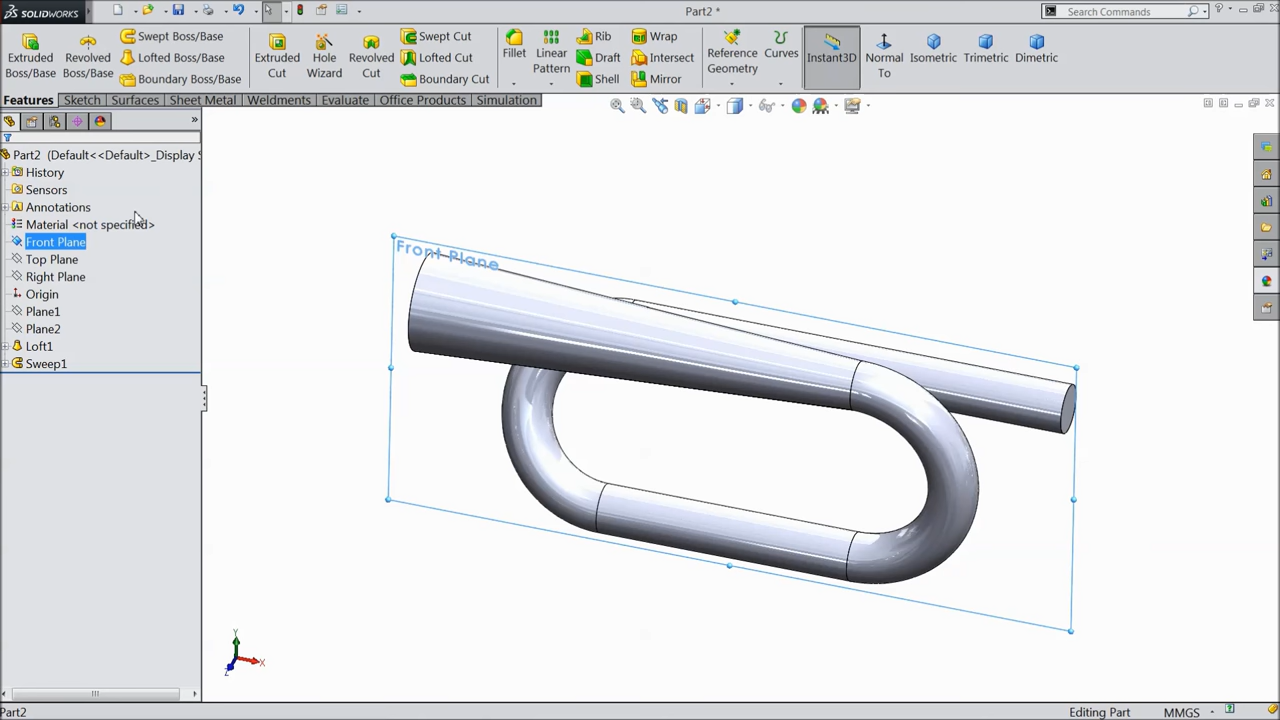 SOLIDWORKS
Part2 *
Search Commands
Extruded Boss/Base
Revolved Boss/Base
Swept Boss/Base
Lofted Boss/Base
Boundary Boss/Base
Extruded Cut
Hole Wizard
Revolved Cut
Swept Cut
Lofted Cut
Boundary Cut
Fillet
Linear Pattern
Rib
Draft
Shell
Wrap
Intersect
Mirror
Reference Geometry
Curves
Instant3D
Normal To
Isometric
Trimetric
Dimetric
Features
Sketch
Surfaces
Sheet Metal
Weldments
Evaluate
Office Products
Simulation
Part2 (Default<<Default>_Display S
History
Sensors
Annotations
Material <not specified>
Front Plane
Top Plane
Right Plane
Origin
Plane1
Plane2
Loft1
Sweep1
Front Plane
Y
X
Z
Part2
Editing Part
MMGS